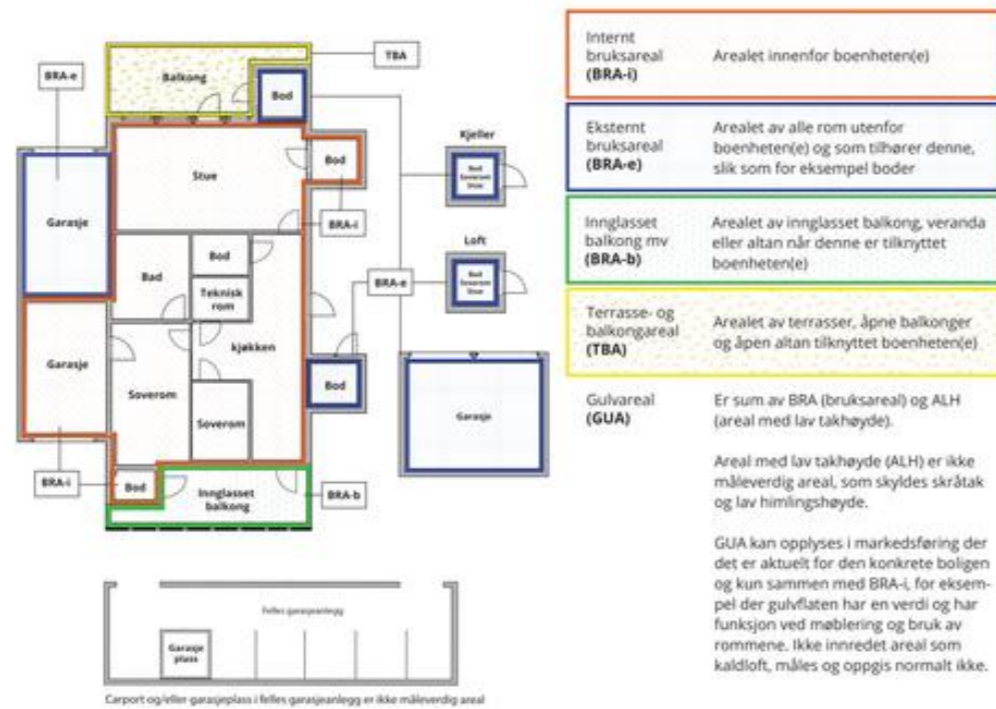 TBA
BRA-e
Balkong
Bod
Kjeller
Bod
Soverom
Stue
Stue
Bod
Garasje
BRA-i
Loft
Bod
Bad
BRA-e
Bod
Soverom
Stue
Teknisk
rom
Garasje
kjøkken
Bod
Garasje
Soverom
Soverom
BRA-i
Bod
Innglasset
balkong
BRA-b
Felles garasjeanlegg
Garasje
plass
Carport og/eller garasjeplass i felles garasjeanlegg er ikke måleverdig areal
Internt
bruksareal
(BRA-i)
Arealet innenfor boenheten(e)
Eksternt
bruksareal
(BRA-e)
Arealet av alle rom utenfor
boenheten(e) og som tilhører denne,
slik som for eksempel boder
Innglasset
balkong mv
(BRA-b)
Arealet av innglasset balkong, veranda
eller altan når denne er tilknyttet
boenheten(e)
Terrasse- og
balkongareal
(TBA)
Arealet av terrasser, åpne balkonger
og åpen altan tilknyttet boenheten(e)
Gulvareal
(GUA)
Er sum av BRA (bruksareal) og ALH
(areal med lav takhøyde).
Areal med lav takhøyde (ALH) er ikke
måleverdig areal, som skyldes skråtak
og lav himlingshøyde.
GUA kan opplyses i markedsføring der
det er aktuelt for den konkrete boligen
og kun sammen med BRA-i, for eksem-
pel der gulvflaten har en verdi og har
funksjon ved møblering og bruk av
rommene. Ikke innredet areal som
kaldloft, måles og oppgis normalt ikke.